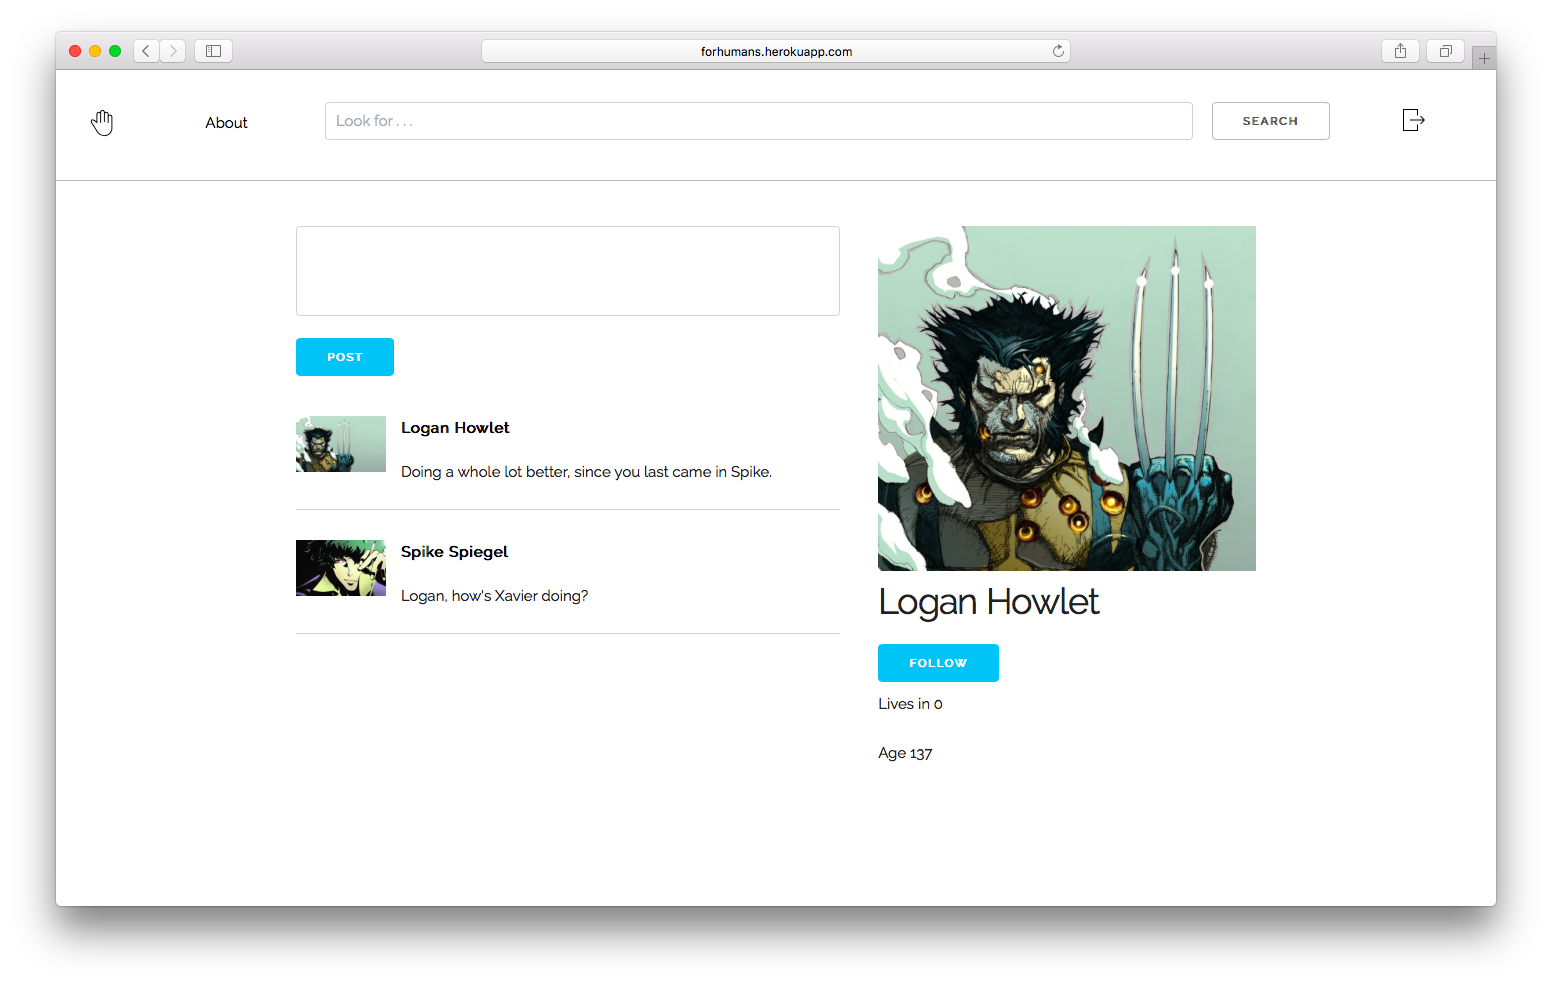 forhumans.herokuapp.com
About
Look for . . .
SEARCH
POST
Logan Howlet
Doing a whole lot better, since you last came in Spike.
Spike Spiegel
Logan, how's Xavier doing?
Logan Howlet
FOLLOW
Lives in 0
Age 137